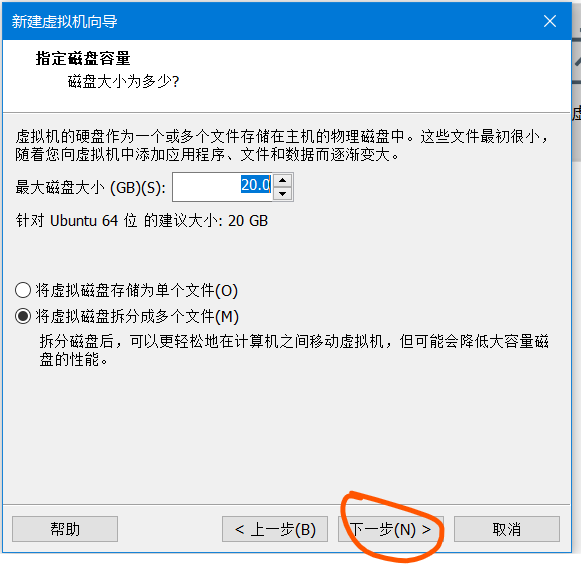 新建虚拟机向导
指定磁盘容量
磁盘大小为多少?
虚拟机的硬盘作为一个或多个文件存储在主机的物理磁盘中。这些文件最初很小，
随着您向虚拟机中添加应用程序、文件和数据而逐渐变大。
最大磁盘大小 (GB)(S): 20.0
针对 Ubuntu 64 位 的建议大小: 20 GB
将虚拟磁盘存储为单个文件(O)
将虚拟磁盘拆分成多个文件(M)
拆分磁盘后，可以更轻松地在计算机之间移动虚拟机，但可能会降低大容量磁
盘的性能。
帮助 < 上一步(B) 下一步(N) > 取消